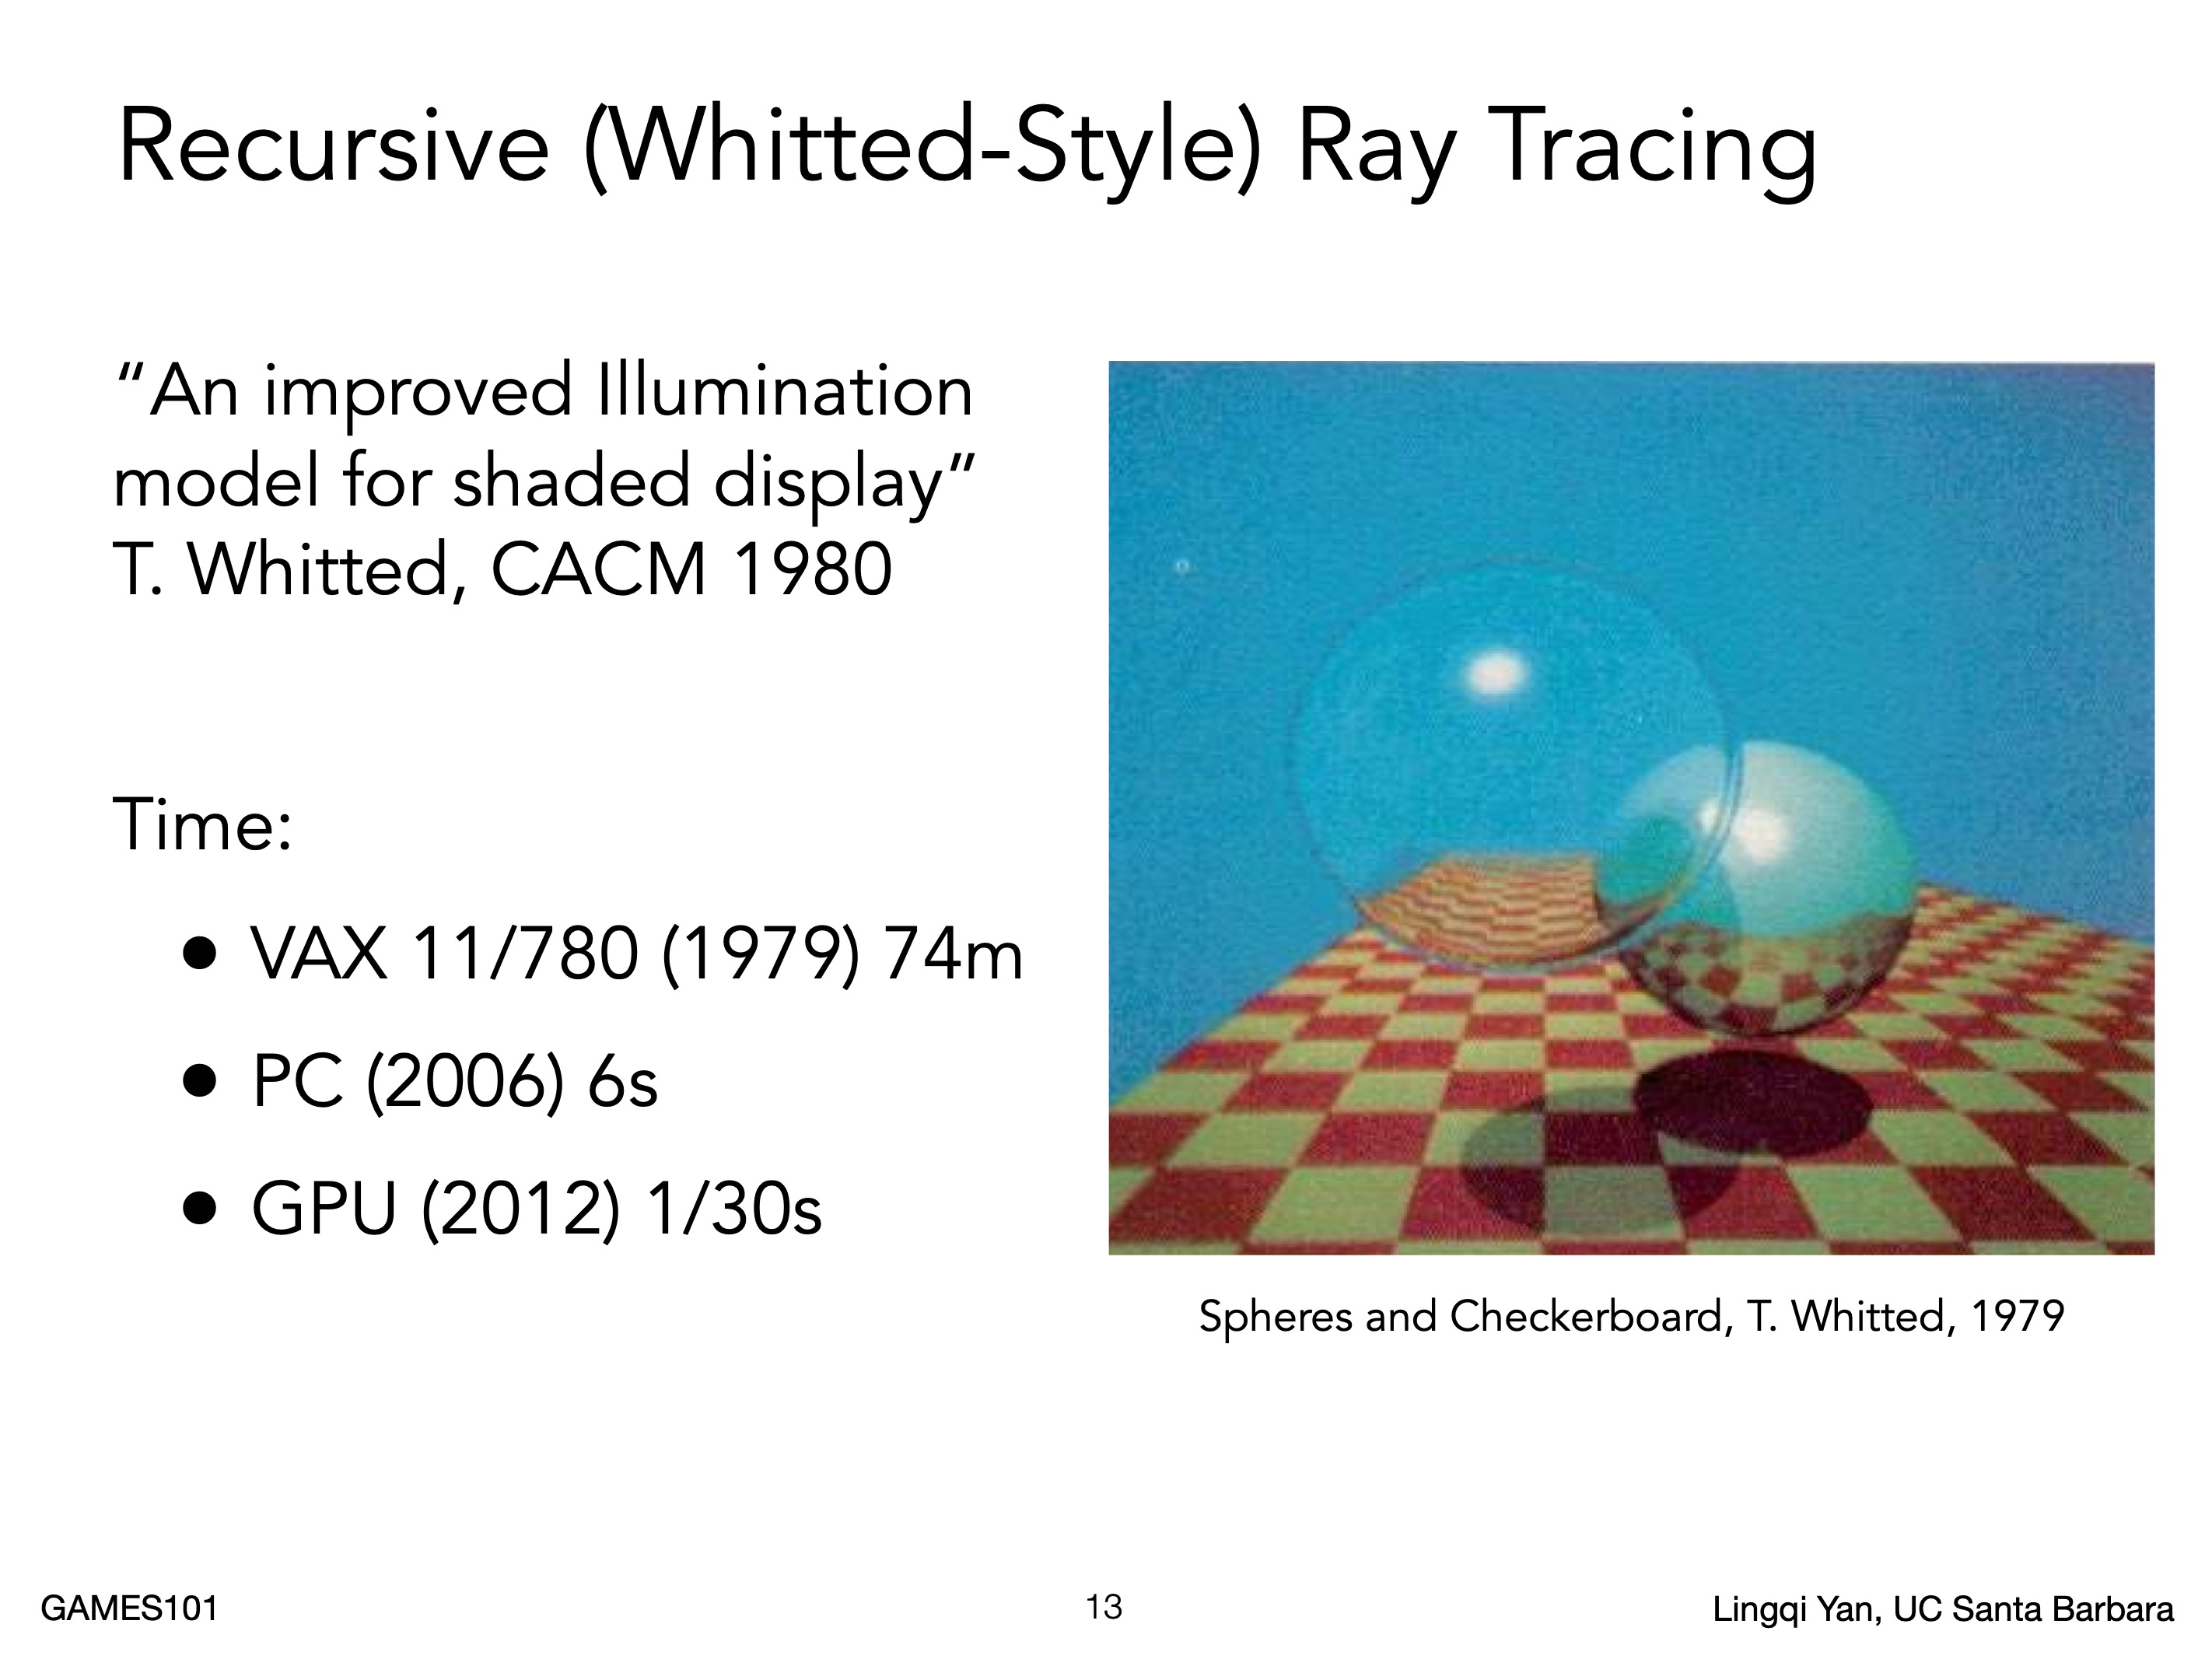 Recursive (Whitted-Style) Ray Tracing
“An improved Illumination
model for shaded display”
T. Whitted, CACM 1980
Time:
● VAX 11/780 (1979) 74m
● PC (2006) 6s
● GPU (2012) 1/30s
Spheres and Checkerboard, T. Whitted, 1979
GAMES101
13
Lingqi Yan, UC Santa Barbara